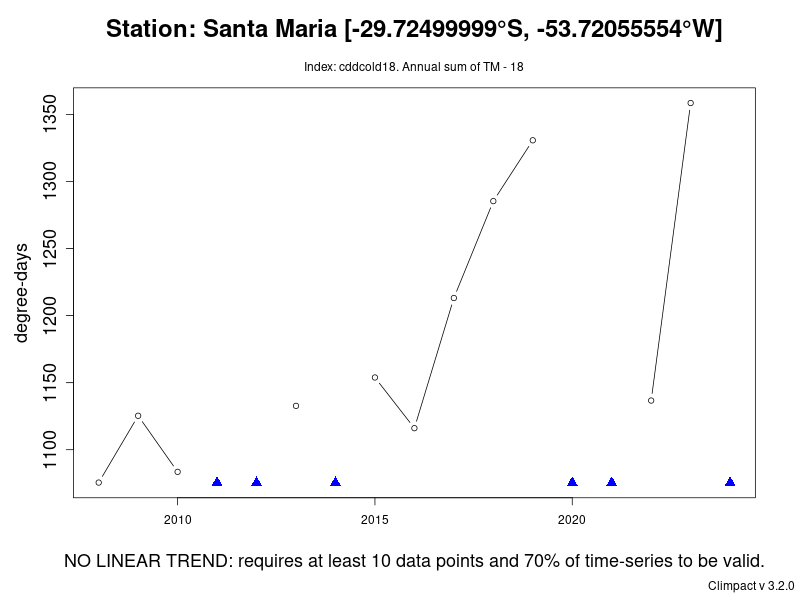 Station: Santa Maria [-29.72499999°S, -53.72055554°W]
Index: cddcold18. Annual sum of TM - 18
degree-days
1350
1300
1250
1200
1150
1100
2010 2015 2020
NO LINEAR TREND: requires at least 10 data points and 70% of time-series to be valid.
Climpact v 3.2.0